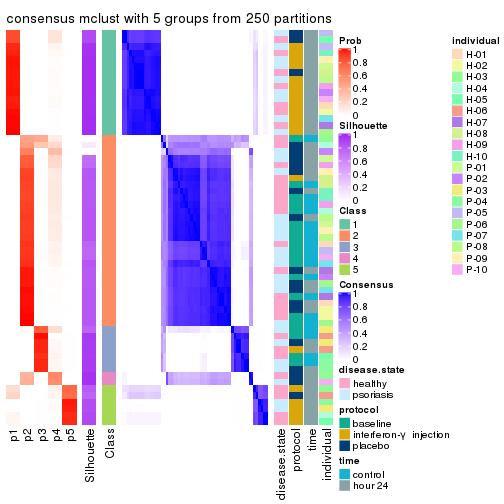 consensus mclust with 5 groups from 250 partitions
Prob
1
0.8
0.6
0.4
0.2
0
Silhouette
1
0.8
0.6
0.4
0.2
0
Class
1
2
3
4
5
Consensus
1
0.8
0.6
0.4
0.2
0
disease.state
healthy
psoriasis
protocol
baseline
interferon-γ injection
placebo
time
control
hour 24
individual
H-01
H-02
H-03
H-04
H-05
H-06
H-07
H-08
H-09
H-10
P-01
P-02
P-03
P-04
P-05
P-06
P-07
P-08
P-09
P-10
p1
p2
p3
p4
p5
Silhouette
Class
disease.state
protocol
time
individual